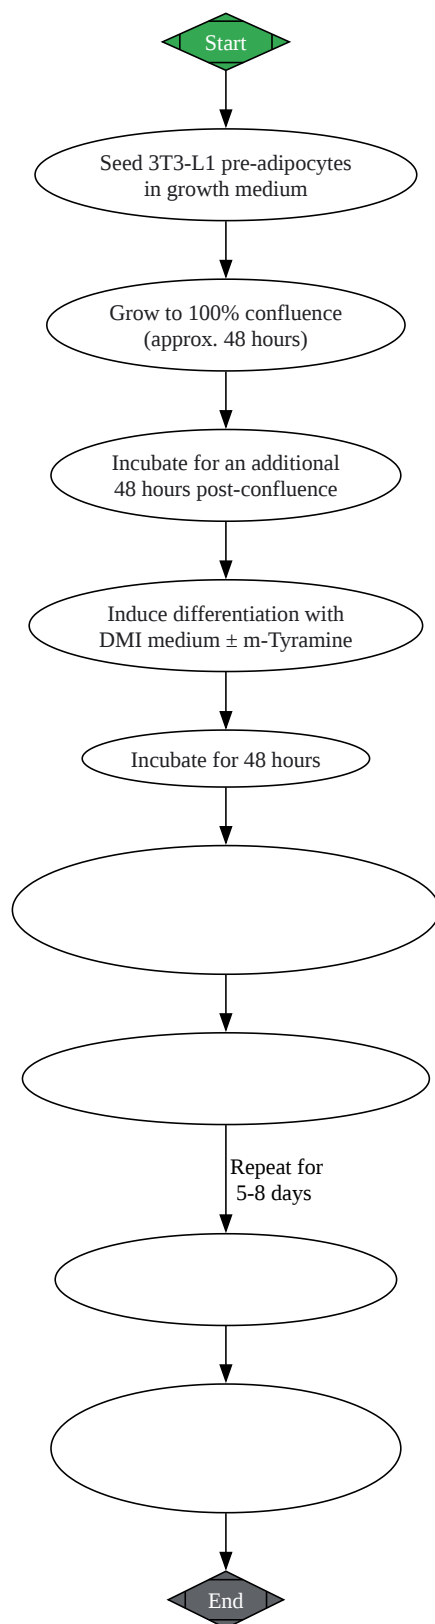 Start
Seed 3T3-L1 pre-adipocytes
in growth medium
Grow to 100% confluence
(approx. 48 hours)
Incubate for an additional
48 hours post-confluence
Induce differentiation with
DMI medium ± m-Tyramine
Incubate for 48 hours
Repeat for
5-8 days
End